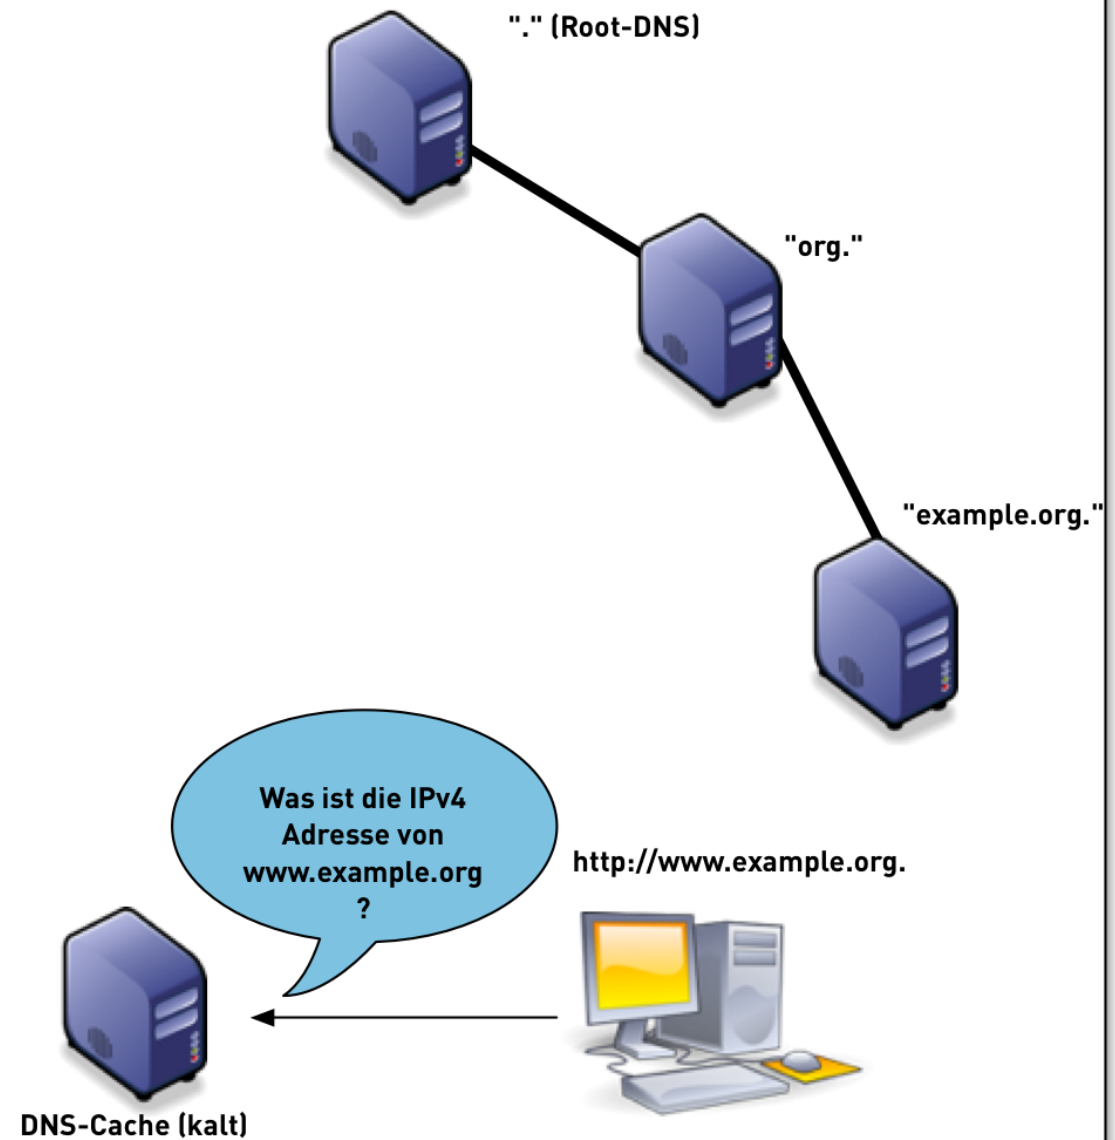 "." (Root-DNS)
"org."
"example.org."
Was ist die IPv4
Adresse von
www.example.org
?
http://www.example.org.
DNS-Cache (kalt)